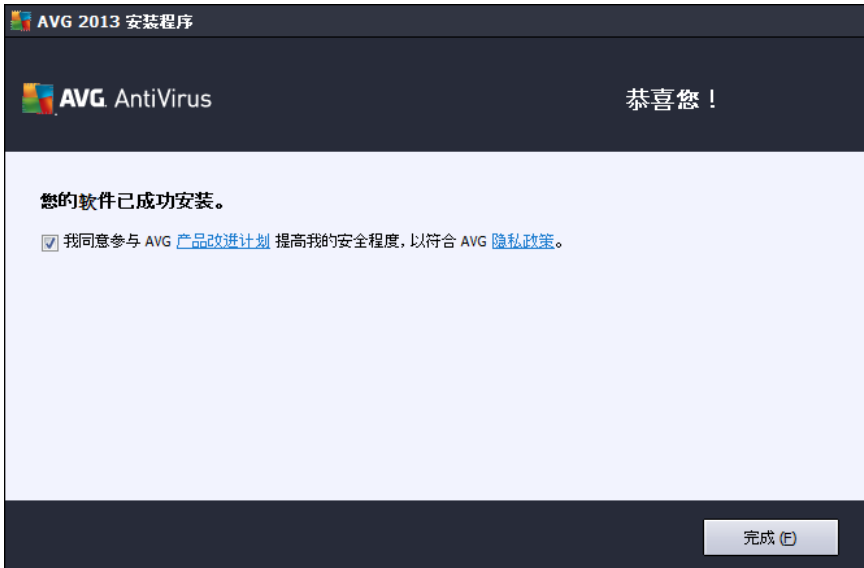 AVG 2013 安装程序
AVG. AntiVirus
恭喜您！
您的软件已成功安装。
我同意参与 AVG 产品改进计划 提高我的安全程度，以符合 AVG 隐私政策。
完成 (F)